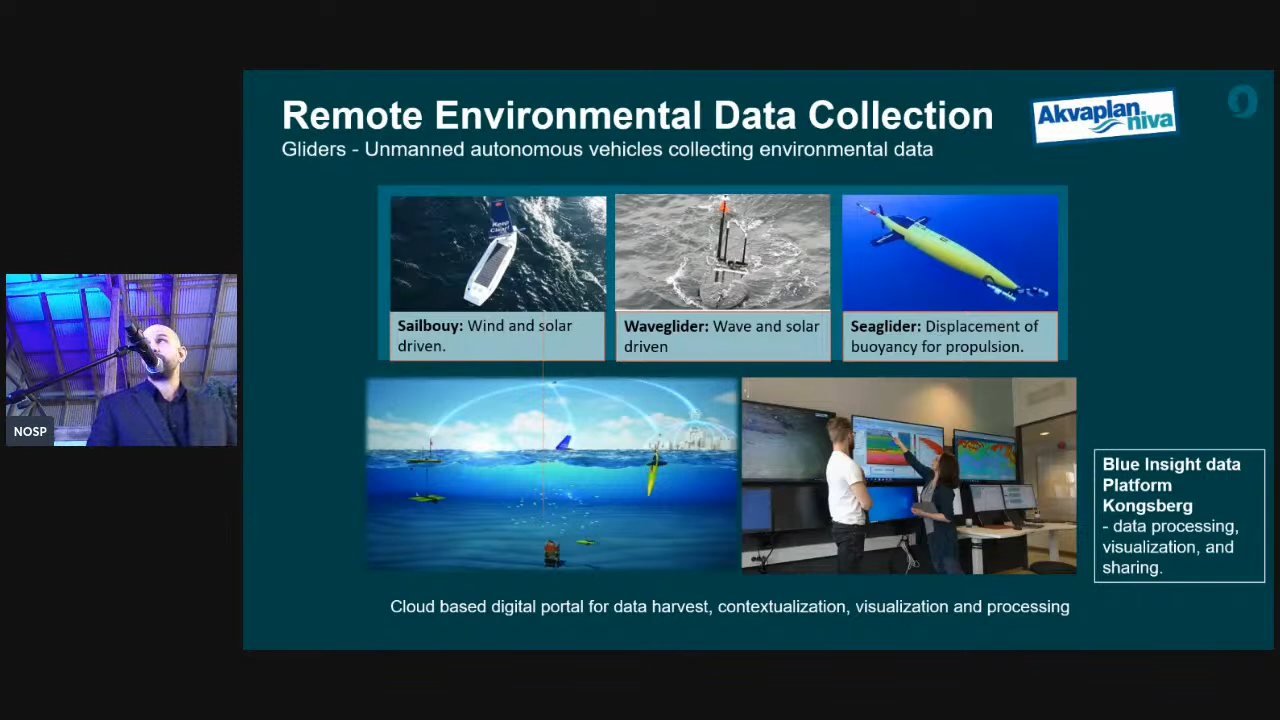 Remote Environmental Data Collection
Gliders - Unmanned autonomous vehicles collecting environmental data
Akvaplan
niva
Keep
Clear!
Sailbouy: Wind and solar
driven.
Waveglider: Wave and solar
driven
Seaglider: Displacement of
buoyancy for propulsion.
NOSP
Blue Insight data
Platform
Kongsberg
- data processing,
visualization, and
sharing.
Cloud based digital portal for data harvest, contextualization, visualization and processing